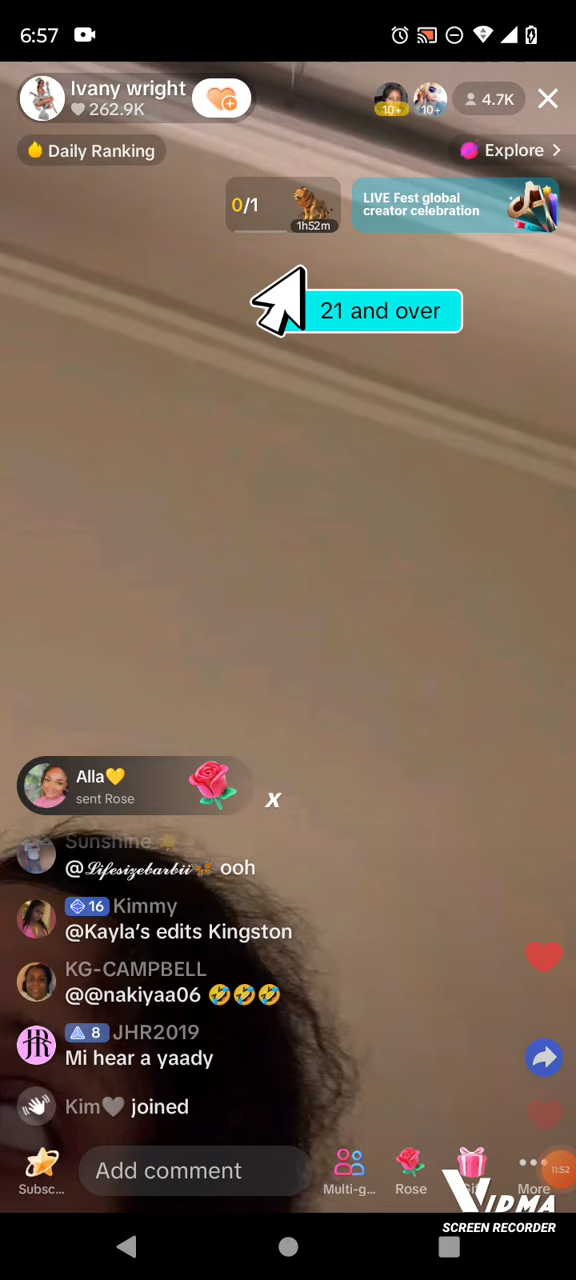 6:57
Ivany wright
262.9K
10+
10+
4.7K
Daily Ranking
Explore >
0/1
1h52m
LIVE Fest global
creator celebration
21 and over
Alla💛
sent Rose
x
Sunshine ☀️
@𝓛𝓲𝓯𝓮𝓼𝓲𝔃𝓮𝓫𝓪𝓻𝓫𝓲𝓲🦋 ooh
16 Kimmy
@Kayla's edits Kingston
KG-CAMPBELL
@@nakiyaa06 🤣🤣🤣
8 JHR2019
Mi hear a yaady
Kim🩶 joined
Add comment
11:52
Subsc...
Multi-g...
Rose
More
VIDMA
SCREEN RECORDER